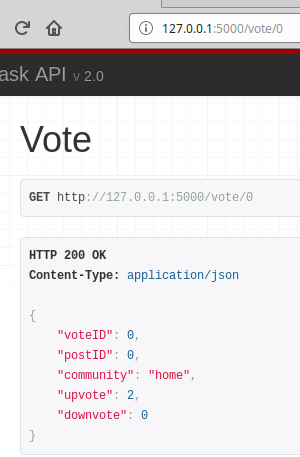 127.0.0.1:5000/vote/0
ask API v 2.0
Vote
GET http://127.0.0.1:5000/vote/0
HTTP 200 OK
Content-Type: application/json
{
"voteID": 0,
"postID": 0,
"community": "home",
"upvote": 2,
"downvote": 0
}